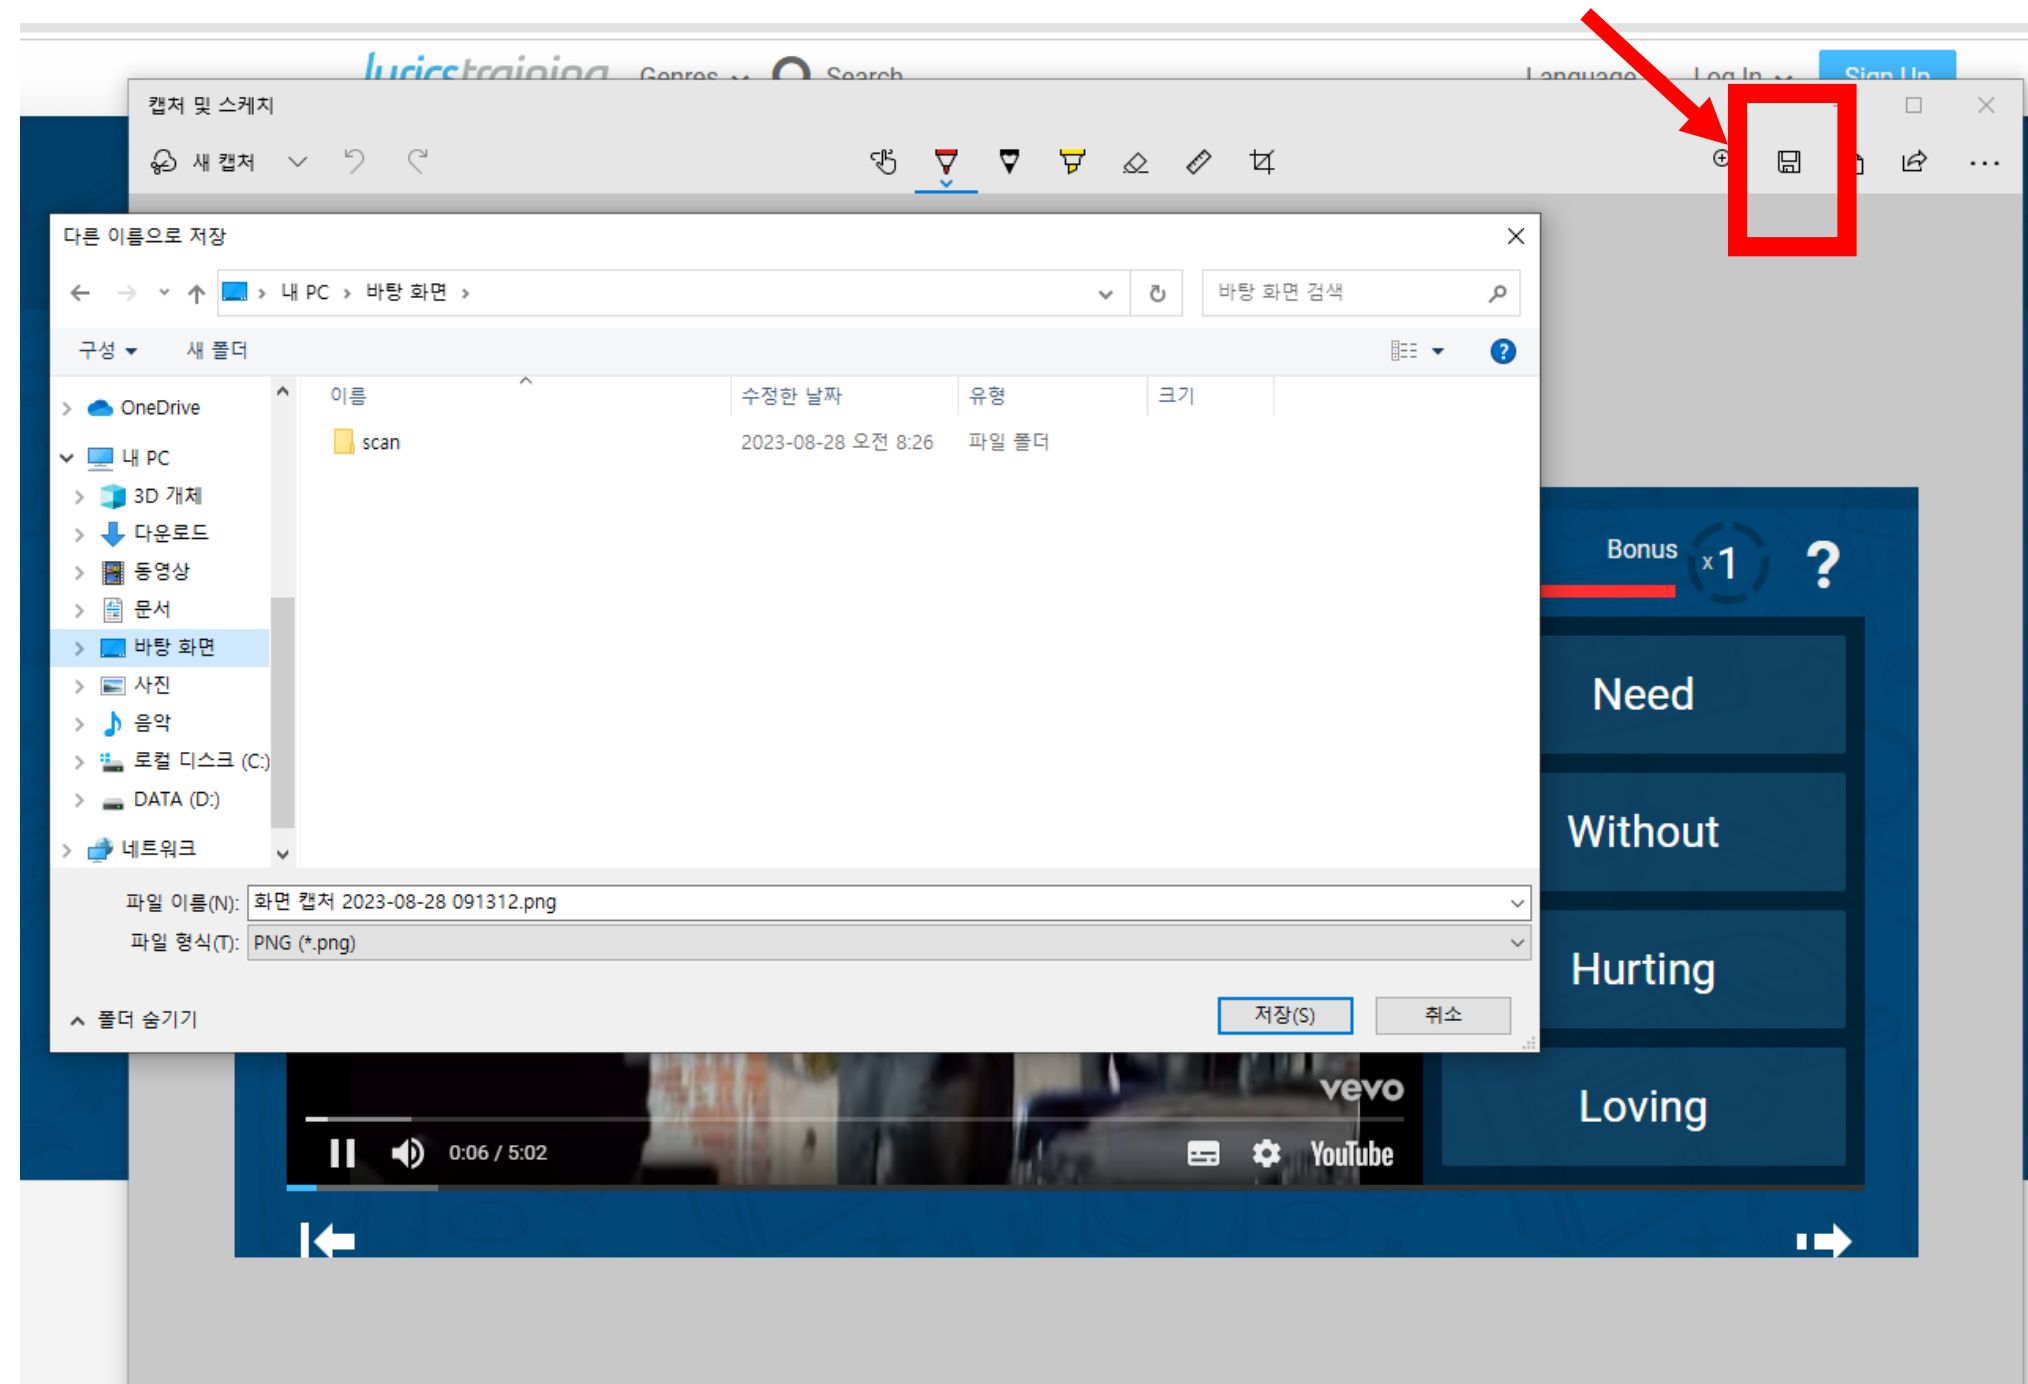 lyricstraining Genres Search Language Log In Sign Up
캡처 및 스케치
새 캡처
다른 이름으로 저장
내 PC 바탕 화면
바탕 화면 검색
구성 새 폴더
이름 수정한 날짜 유형 크기
scan 2023-08-28 오전 8:26 파일 폴더
OneDrive
내 PC
3D 개체
다운로드
동영상
문서
바탕 화면
사진
음악
로컬 디스크 (C:)
DATA (D:)
네트워크
파일 이름(N): 화면 캡처 2023-08-28 091312.png
파일 형식(T): PNG (*.png)
폴더 숨기기
저장(S) 취소
Bonus x1 ?
Need
Without
Hurting
Loving
vevo
0:06 / 5:02
YouTube